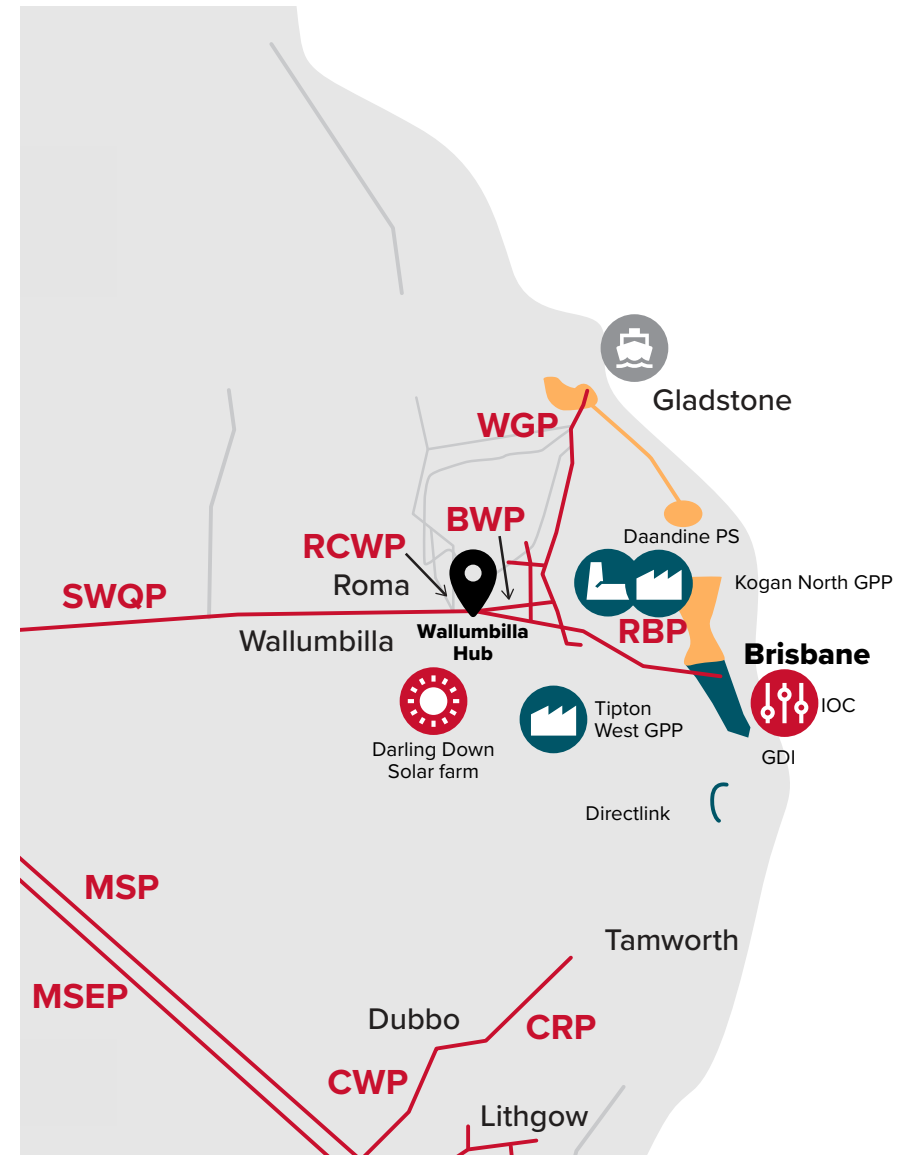 Gladstone
WGP
BWP
Daandine PS
RCWP
Roma
Kogan North GPP
SWQP
RBP
Wallumbilla
Wallumbilla
Hub
Brisbane
IOC
Tipton
West GPP
Darling Down
Solar farm
GDI
Directlink
MSP
Tamworth
MSEP
Dubbo
CRP
CWP
Lithgow